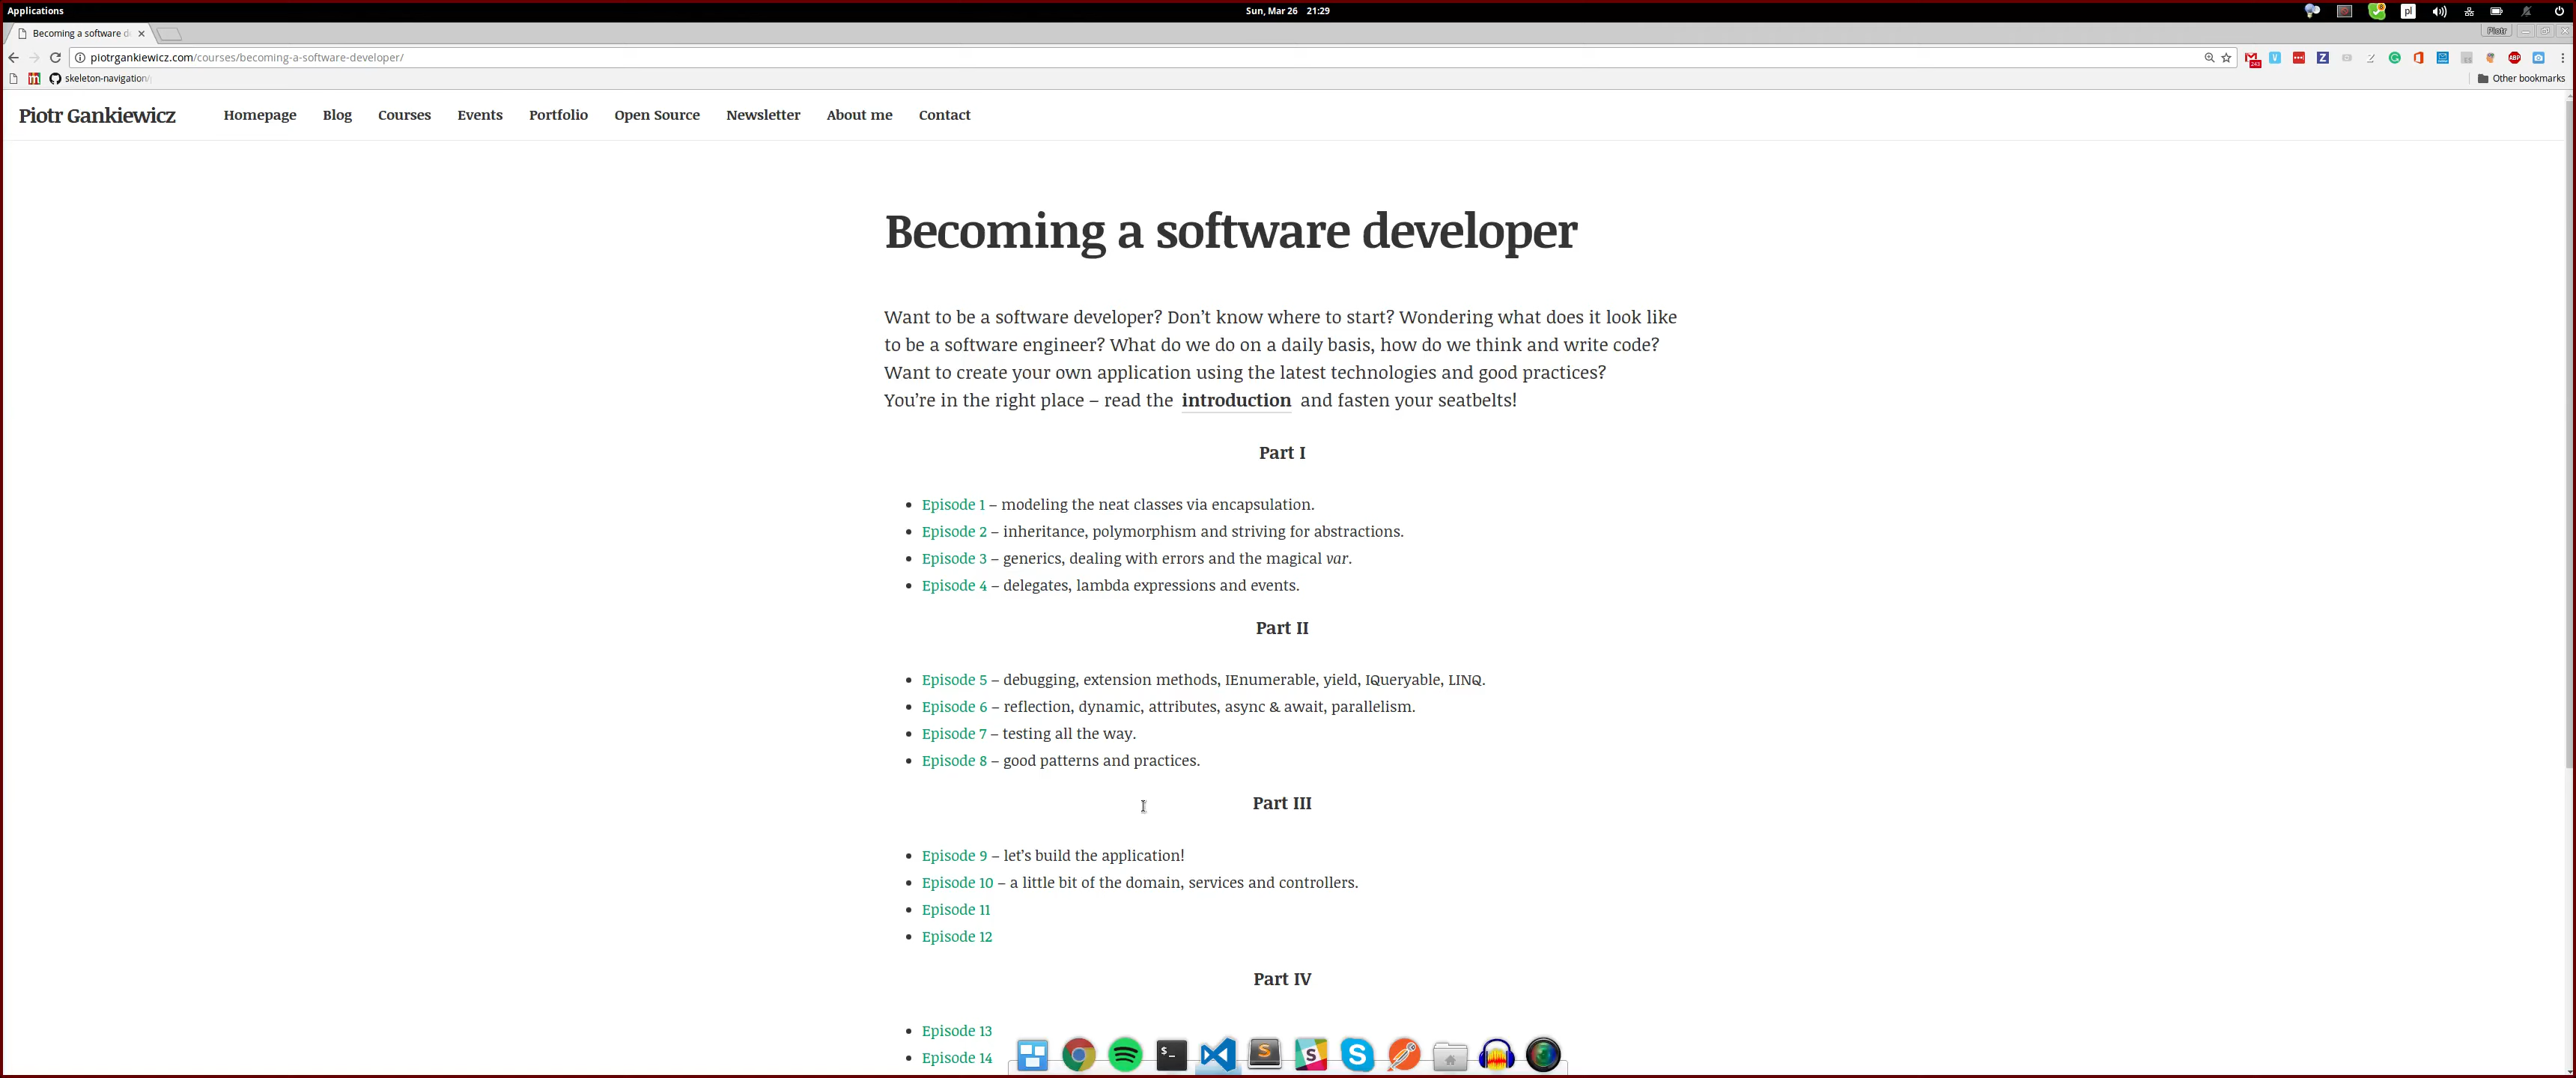 Applications
Sun, Mar 26 21:29
pl
Becoming a software d
Piotr
piotrgankiewicz.com/courses/becoming-a-software-developer/
skeleton-navigation/
Other bookmarks
Piotr Gankiewicz
Homepage Blog Courses Events Portfolio Open Source Newsletter About me Contact
Becoming a software developer
Want to be a software developer? Don’t know where to start? Wondering what does it look like
to be a software engineer? What do we do on a daily basis, how do we think and write code?
Want to create your own application using the latest technologies and good practices?
You’re in the right place – read the introduction and fasten your seatbelts!
Part I
Episode 1 – modeling the neat classes via encapsulation.
Episode 2 – inheritance, polymorphism and striving for abstractions.
Episode 3 – generics, dealing with errors and the magical var.
Episode 4 – delegates, lambda expressions and events.
Part II
Episode 5 – debugging, extension methods, IEnumerable, yield, IQueryable, LINQ.
Episode 6 – reflection, dynamic, attributes, async & await, parallelism.
Episode 7 – testing all the way.
Episode 8 – good patterns and practices.
Part III
Episode 9 – let’s build the application!
Episode 10 – a little bit of the domain, services and controllers.
Episode 11
Episode 12
Part IV
Episode 13
Episode 14